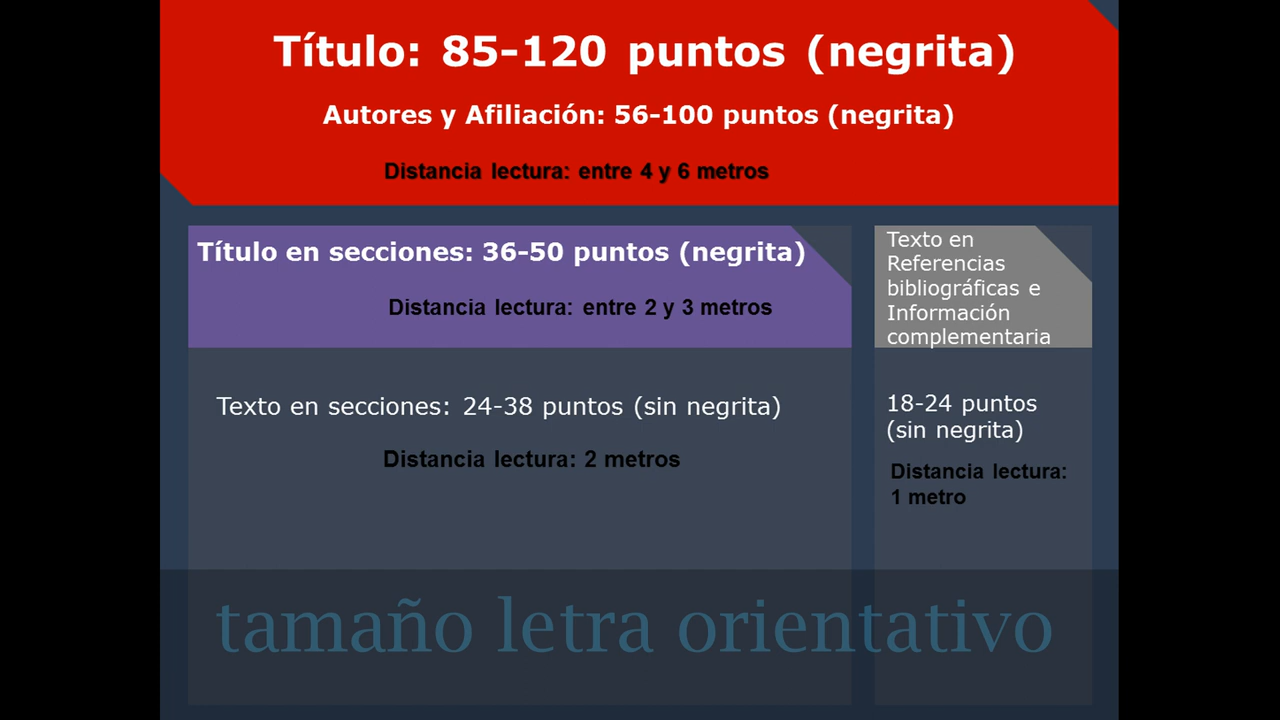 Título: 85-120 puntos (negrita)
Autores y Afiliación: 56-100 puntos (negrita)
Distancia lectura: entre 4 y 6 metros
Título en secciones: 36-50 puntos (negrita)
Distancia lectura: entre 2 y 3 metros
Texto en secciones: 24-38 puntos (sin negrita)
Distancia lectura: 2 metros
Texto en
Referencias
bibliográficas e
Información
complementaria
18-24 puntos
(sin negrita)
Distancia lectura:
1 metro
tamaño letra orientativo